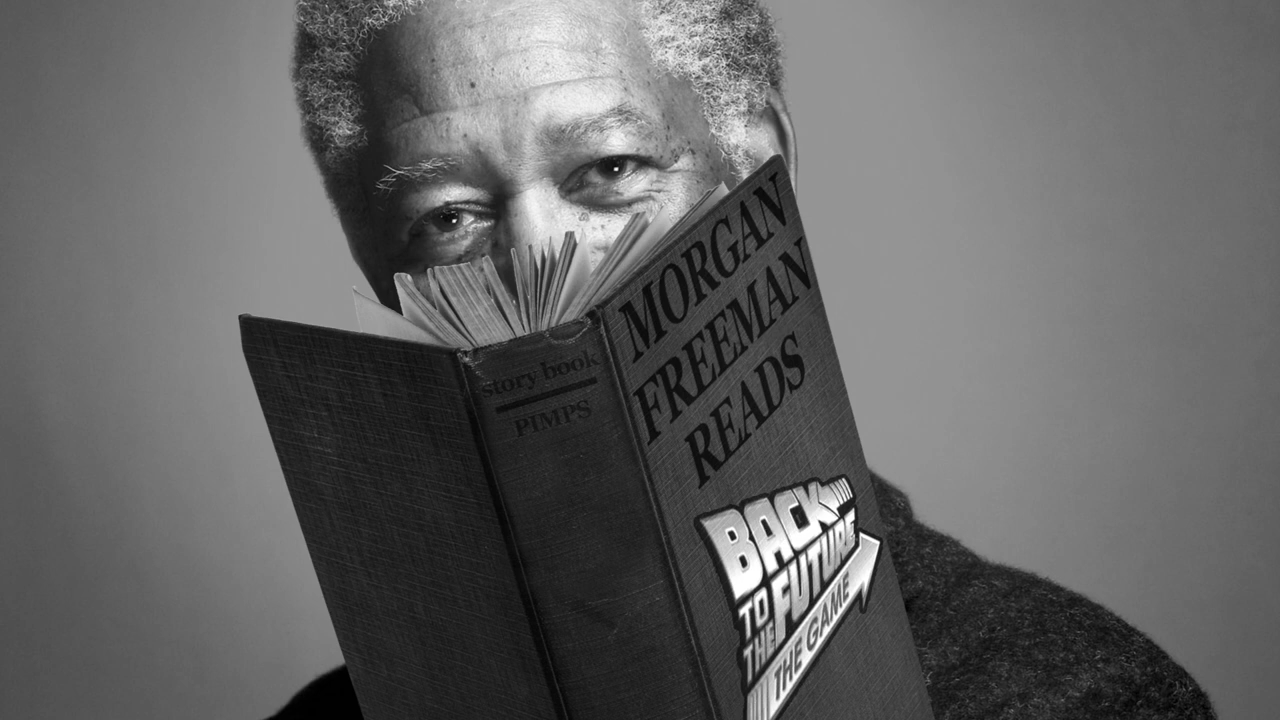 story book
PIMPS
MORGAN
FREEMAN
READS
BACK
TO THE FUTURE
THE GAME